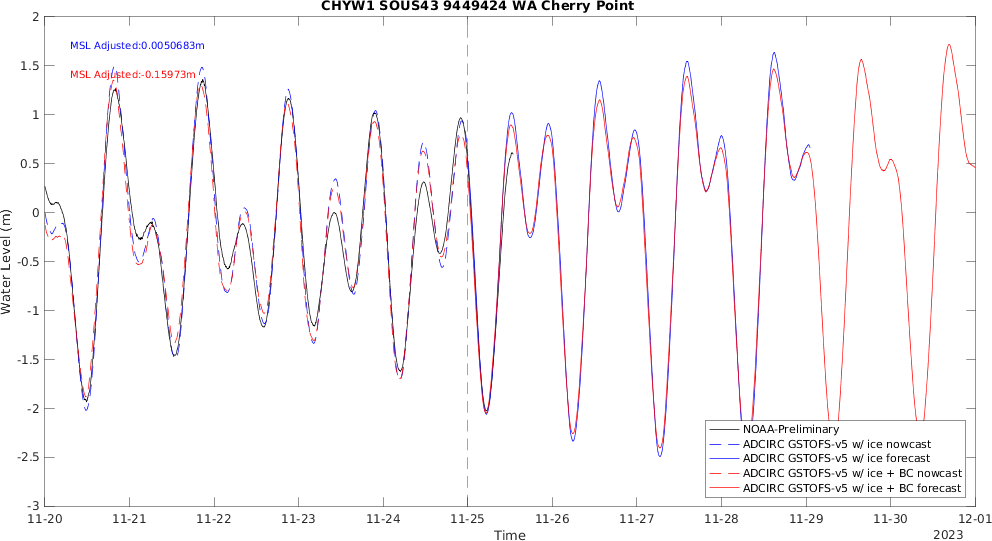 CHYW1 SOUS43 9449424 WA Cherry Point
MSL Adjusted:0.0050683m
MSL Adjusted:-0.15973m
2
1.5
1
0.5
0
-0.5
-1
-1.5
-2
-2.5
-3
Water Level (m)
NOAA-Preliminary
ADCIRC GSTOFS-v5 w/ ice nowcast
ADCIRC GSTOFS-v5 w/ ice forecast
ADCIRC GSTOFS-v5 w/ ice + BC nowcast
ADCIRC GSTOFS-v5 w/ ice + BC forecast
11-20 11-21 11-22 11-23 11-24 11-25 11-26 11-27 11-28 11-29 11-30 12-01
Time
2023